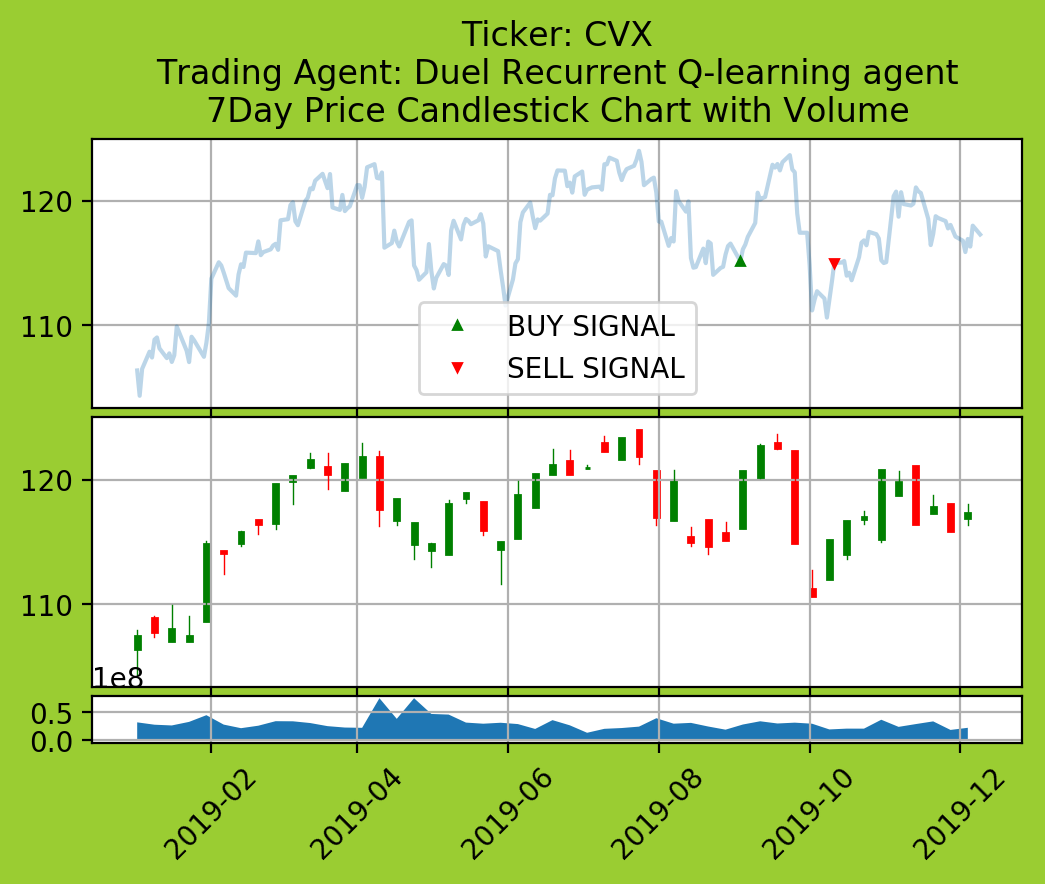 Ticker: CVX
Trading Agent: Duel Recurrent Q-learning agent
7Day Price Candlestick Chart with Volume
120
110
BUY SIGNAL
SELL SIGNAL
120
110
1e8
0.5
0.0
2019-02
2019-04
2019-06
2019-08
2019-10
2019-12